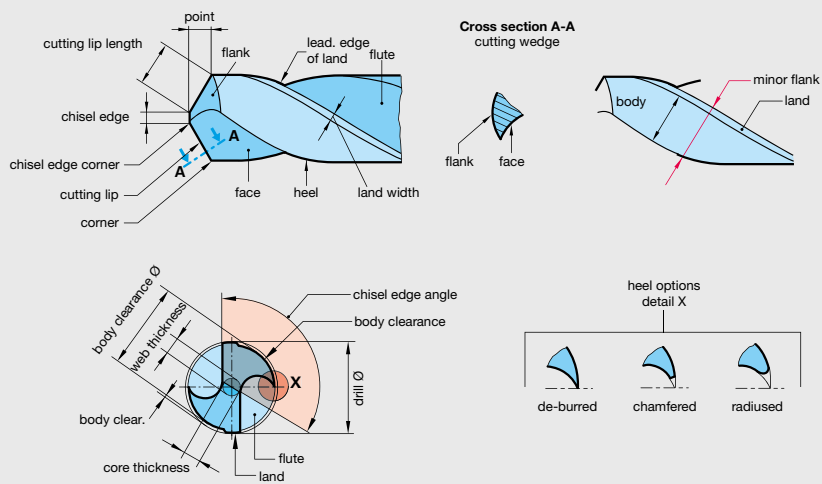 point
cutting lip length
flank
lead. edge
of land
flute
chisel edge
chisel edge corner
A
A
cutting lip
corner
face
heel
land width
Cross section A-A
cutting wedge
flank
face
body
minor flank
land
body clearance Ø
web thickness
chisel edge angle
body clearance
X
drill Ø
body clear.
core thickness
flute
land
heel options
detail X
de-burred
chamfered
radiused